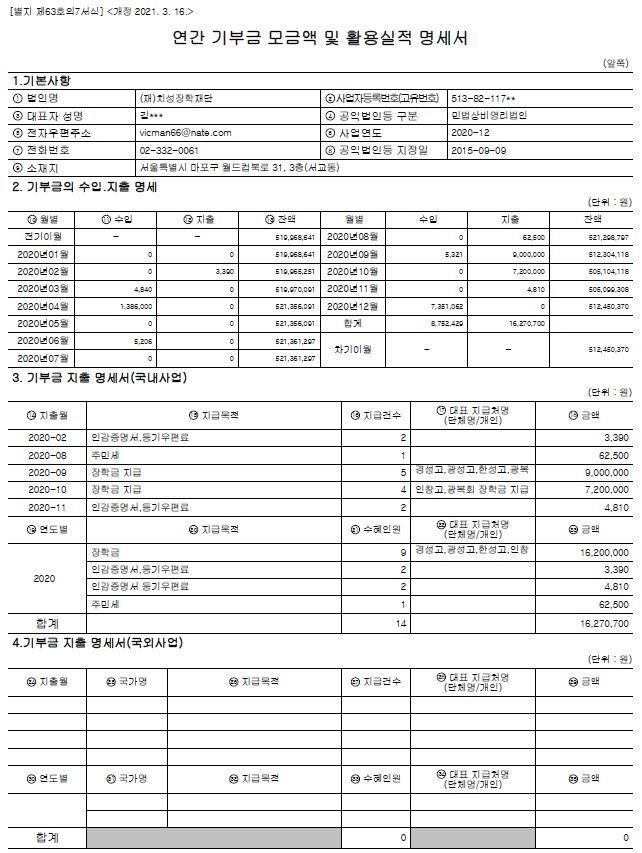 [별지 제63호의7서식] <개정 2021. 3. 16.>
연간 기부금 모금액 및 활용실적 명세서
(앞쪽)
1.기본사항
① 법인명 (재)치성장학재단 ② 사업자등록번호(고유번호) 513-82-117**
③ 대표자 성명 김*** ④ 공익법인등 구분 민법상비영리법인
⑤ 전자우편주소 vicman66@nate.com ⑥ 사업연도 2020-12
⑦ 전화번호 02-332-0061 ⑧ 공익법인등 지정일 2015-09-09
⑨ 소재지 서울특별시 마포구 월드컵북로 31, 3층(서교동)
2. 기부금의 수입.지출 명세
(단위 : 원)
⑩ 월별 ⑪ 수입 ⑫ 지출 ⑬ 잔액 월별 수입 지출 잔액
전기이월 - - 519,968,641 2020년08월 0 62,500 521,298,797
2020년01월 0 0 519,968,641 2020년09월 5,321 9,000,000 512,304,118
2020년02월 0 3,390 519,965,251 2020년10월 0 7,200,000 505,104,118
2020년03월 4,840 0 519,970,091 2020년11월 0 4,810 505,099,308
2020년04월 1,386,000 0 521,356,091 2020년12월 7,351,062 0 512,450,370
2020년05월 0 0 521,356,091 합계 8,752,429 16,270,700
2020년06월 5,206 0 521,361,297 차기이월 - - 512,450,370
2020년07월 0 0 521,361,297
3. 기부금 지출 명세서(국내사업)
(단위 : 원)
⑭ 지출월 ⑮ 지급목적 ⑯ 지급건수 ⑰ 대표 지급처명 (단체명/개인) ⑱ 금액
2020-02 인감증명서,등기우편료 2 3,390
2020-08 주민세 1 62,500
2020-09 장학금 지급 5 경성고,광성고,한성고,광복 9,000,000
2020-10 장학금 지급 4 인창고,광복회 장학금 지급 7,200,000
2020-11 인감증명서,등기우편료 2 4,810
⑲ 연도별 ⑳ 지급목적 ㉑ 수혜인원 ㉒ 대표 지급처명 (단체명/개인) ㉓ 금액
2020 장학금 9 경성고,광성고,한성고,인창 16,200,000
인감증명서,등기우편료 2 3,390
인감증명서,등기우편료 2 4,810
주민세 1 62,500
합계 14 16,270,700
4.기부금 지출 명세서(국외사업)
(단위 : 원)
㉔ 지출월 ㉕ 국가명 ㉖ 지급목적 ㉗ 지급건수 ㉘ 대표 지급처명 (단체명/개인) ㉙ 금액
㉚ 연도별 ㉛ 국가명 ㉜ 지급목적 ㉝ 수혜인원 ㉞ 대표 지급처명 (단체명/개인) ㉟ 금액
합계 0 0